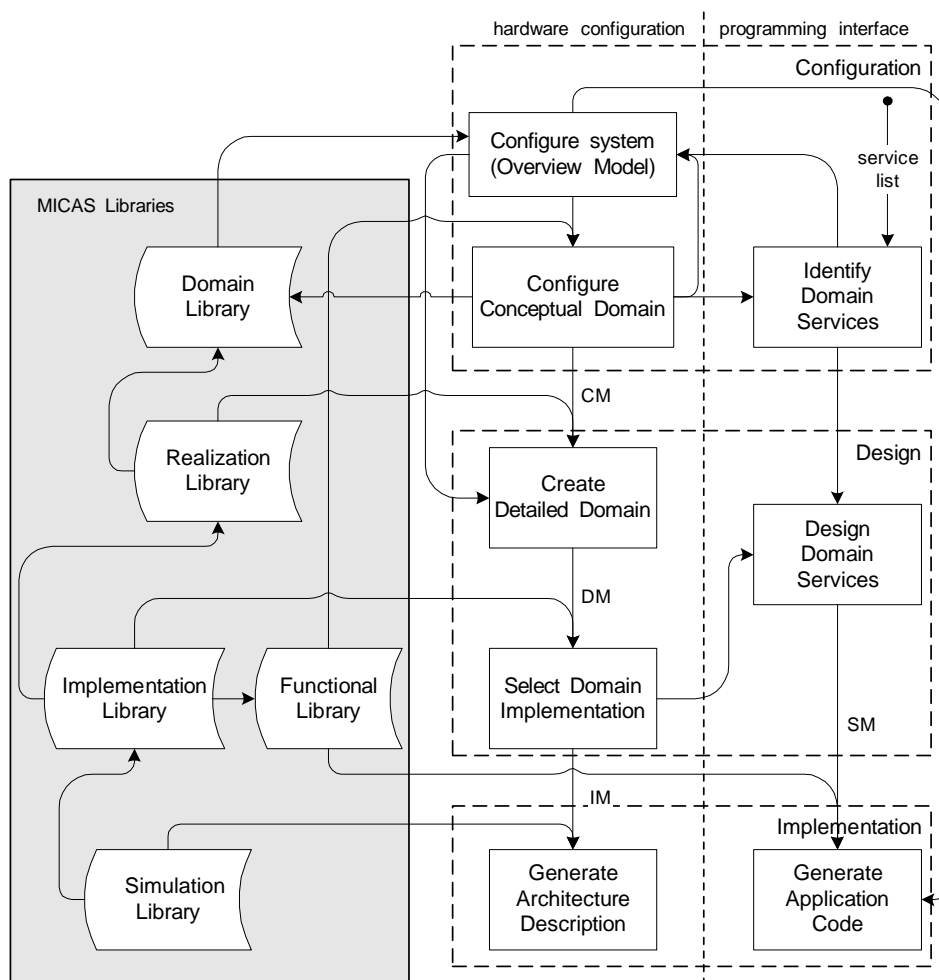 hardware configuration
programming interface
Configuration
Configure system
(Overview Model)
service
list
MICAS Libraries
Domain
Library
Configure
Conceptual Domain
Identify
Domain
Services
CM
Realization
Library
Design
Create
Detailed Domain
Design
Domain
Services
DM
Implementation
Library
Functional
Library
Select Domain
Implementation
SM
IM
Implementation
Simulation
Library
Generate
Architecture
Description
Generate
Application
Code